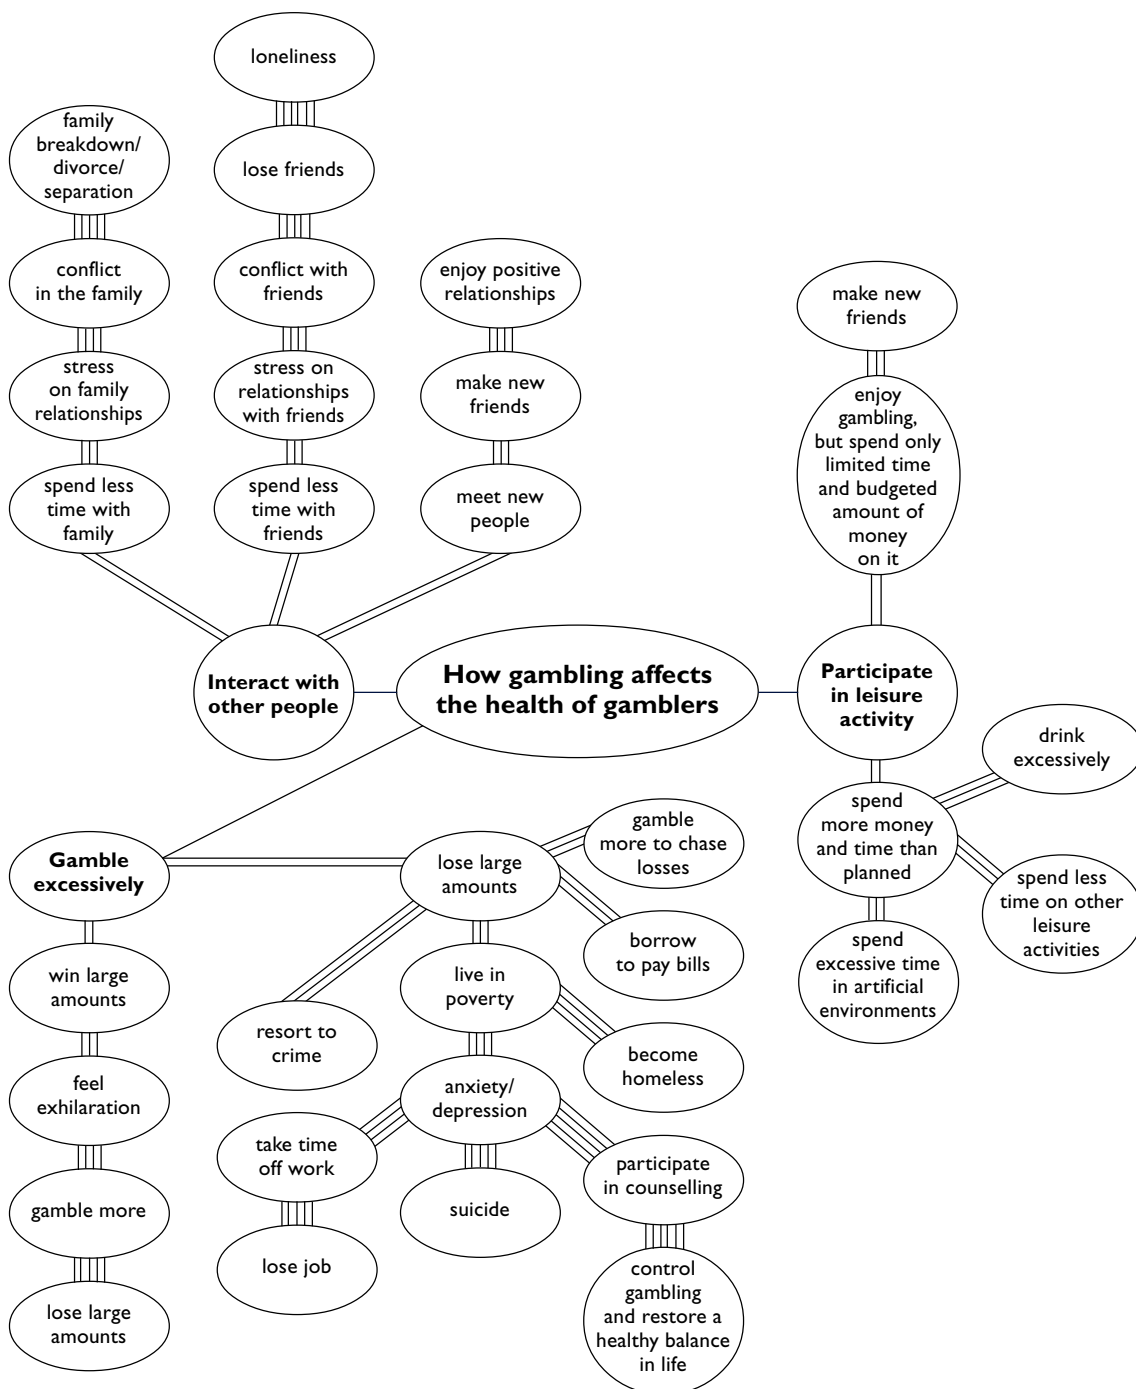 loneliness
family
breakdown/
divorce/
separation
lose friends
conflict
in the family
conflict with
friends
enjoy positive
relationships
make new
friends
stress
on family
relationships
stress on
relationships
with friends
make new
friends
enjoy
gambling,
but spend only
limited time
and budgeted
amount of
money
on it
spend less
time with
family
spend less
time with
friends
meet new
people
Interact with
other people
How gambling affects
the health of gamblers
Participate
in leisure
activity
drink
excessively
Gamble
excessively
lose large
amounts
gamble
more to chase
losses
spend
more money
and time than
planned
spend less
time on other
leisure
activities
win large
amounts
live in
poverty
borrow
to pay bills
spend
excessive time
in artificial
environments
resort to
crime
become
homeless
feel
exhilaration
anxiety/
depression
take time
off work
participate
in counselling
gamble more
suicide
lose job
control
gambling
and restore a
healthy balance
in life
lose large
amounts